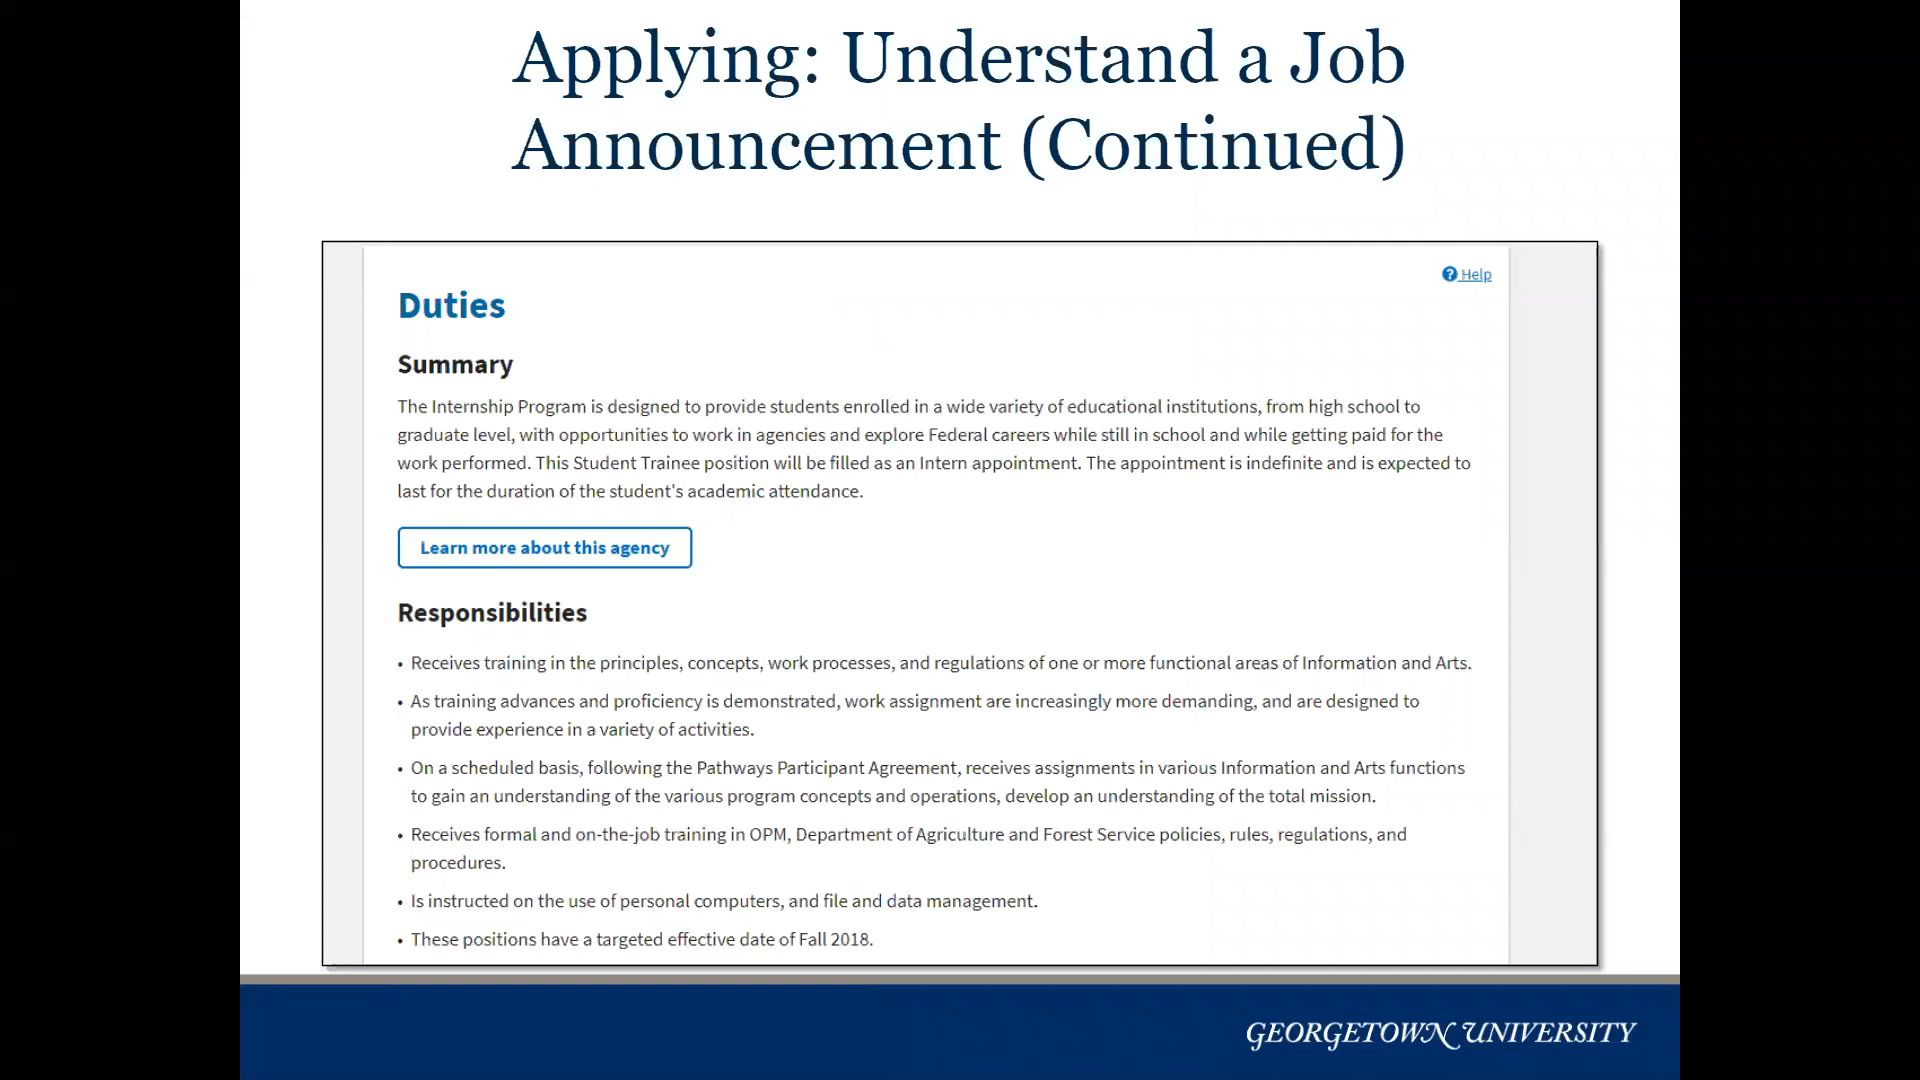 Applying: Understand a Job
Announcement (Continued)
Help
Duties
Summary
The Internship Program is designed to provide students enrolled in a wide variety of educational institutions, from high school to
graduate level, with opportunities to work in agencies and explore Federal careers while still in school and while getting paid for the
work performed. This Student Trainee position will be filled as an Intern appointment. The appointment is indefinite and is expected to
last for the duration of the student's academic attendance.
Learn more about this agency
Responsibilities
• Receives training in the principles, concepts, work processes, and regulations of one or more functional areas of Information and Arts.
• As training advances and proficiency is demonstrated, work assignment are increasingly more demanding, and are designed to
provide experience in a variety of activities.
• On a scheduled basis, following the Pathways Participant Agreement, receives assignments in various Information and Arts functions
to gain an understanding of the various program concepts and operations, develop an understanding of the total mission.
• Receives formal and on-the-job training in OPM, Department of Agriculture and Forest Service policies, rules, regulations, and
procedures.
• Is instructed on the use of personal computers, and file and data management.
• These positions have a targeted effective date of Fall 2018.
GEORGETOWN UNIVERSITY